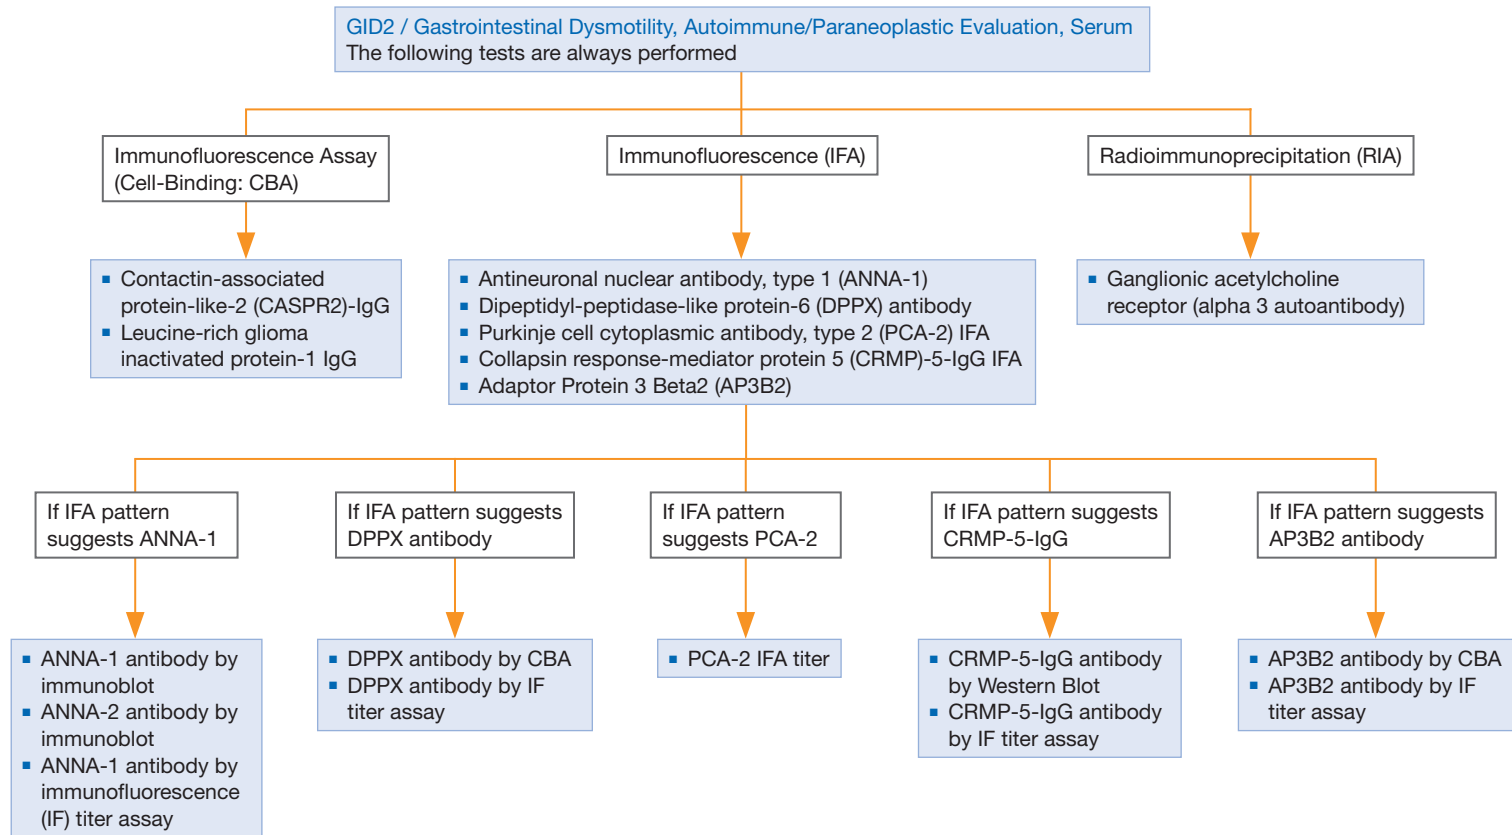 GID2 / Gastrointestinal Dysmotility, Autoimmune/Paraneoplastic Evaluation, Serum
The following tests are always performed
Immunofluorescence Assay
(Cell-Binding: CBA)
Immunofluorescence (IFA)
Radioimmunoprecipitation (RIA)
▪ Contactin-associated
protein-like-2 (CASPR2)-IgG
▪ Leucine-rich glioma
inactivated protein-1 IgG
▪ Antineuronal nuclear antibody, type 1 (ANNA-1)
▪ Dipeptidyl-peptidase-like protein-6 (DPPX) antibody
▪ Purkinje cell cytoplasmic antibody, type 2 (PCA-2) IFA
▪ Collapsin response-mediator protein 5 (CRMP)-5-IgG IFA
▪ Adaptor Protein 3 Beta2 (AP3B2)
▪ Ganglionic acetylcholine
receptor (alpha 3 autoantibody)
If IFA pattern
suggests ANNA-1
If IFA pattern suggests
DPPX antibody
If IFA pattern
suggests PCA-2
If IFA pattern suggests
CRMP-5-IgG
If IFA pattern suggests
AP3B2 antibody
▪ ANNA-1 antibody by
immunoblot
▪ ANNA-2 antibody by
immunoblot
▪ ANNA-1 antibody by
immunofluorescence
(IF) titer assay
▪ DPPX antibody by CBA
▪ DPPX antibody by IF
titer assay
▪ PCA-2 IFA titer
▪ CRMP-5-IgG antibody
by Western Blot
▪ CRMP-5-IgG antibody
by IF titer assay
▪ AP3B2 antibody by CBA
▪ AP3B2 antibody by IF
titer assay